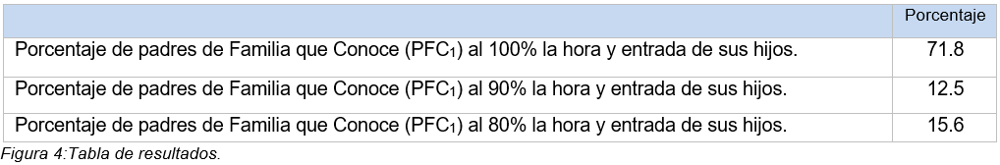 Porcentaje
Porcentaje de padres de Familia que Conoce (PFC₁) al 100% la hora y entrada de sus hijos. 71.8
Porcentaje de padres de Familia que Conoce (PFC₁) al 90% la hora y entrada de sus hijos. 12.5
Porcentaje de padres de Familia que Conoce (PFC₁) al 80% la hora y entrada de sus hijos. 15.6
Figura 4:Tabla de resultados.